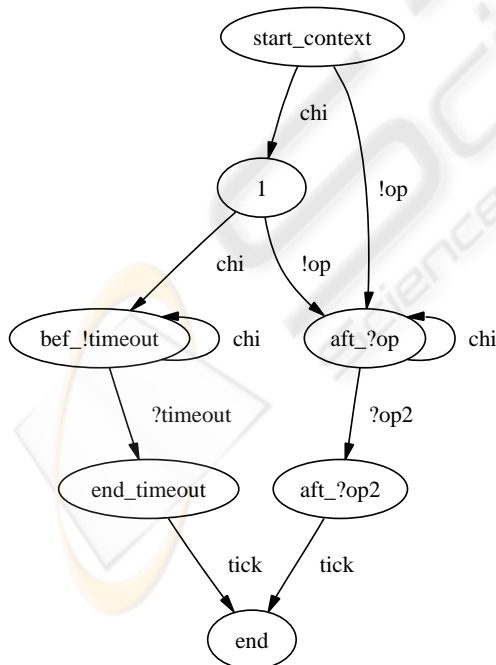 start_context
chi
1
!op
chi
!op
bef_!timeout
chi
aft_?op
chi
?timeout
?op2
end_timeout
aft_?op2
tick
tick
end